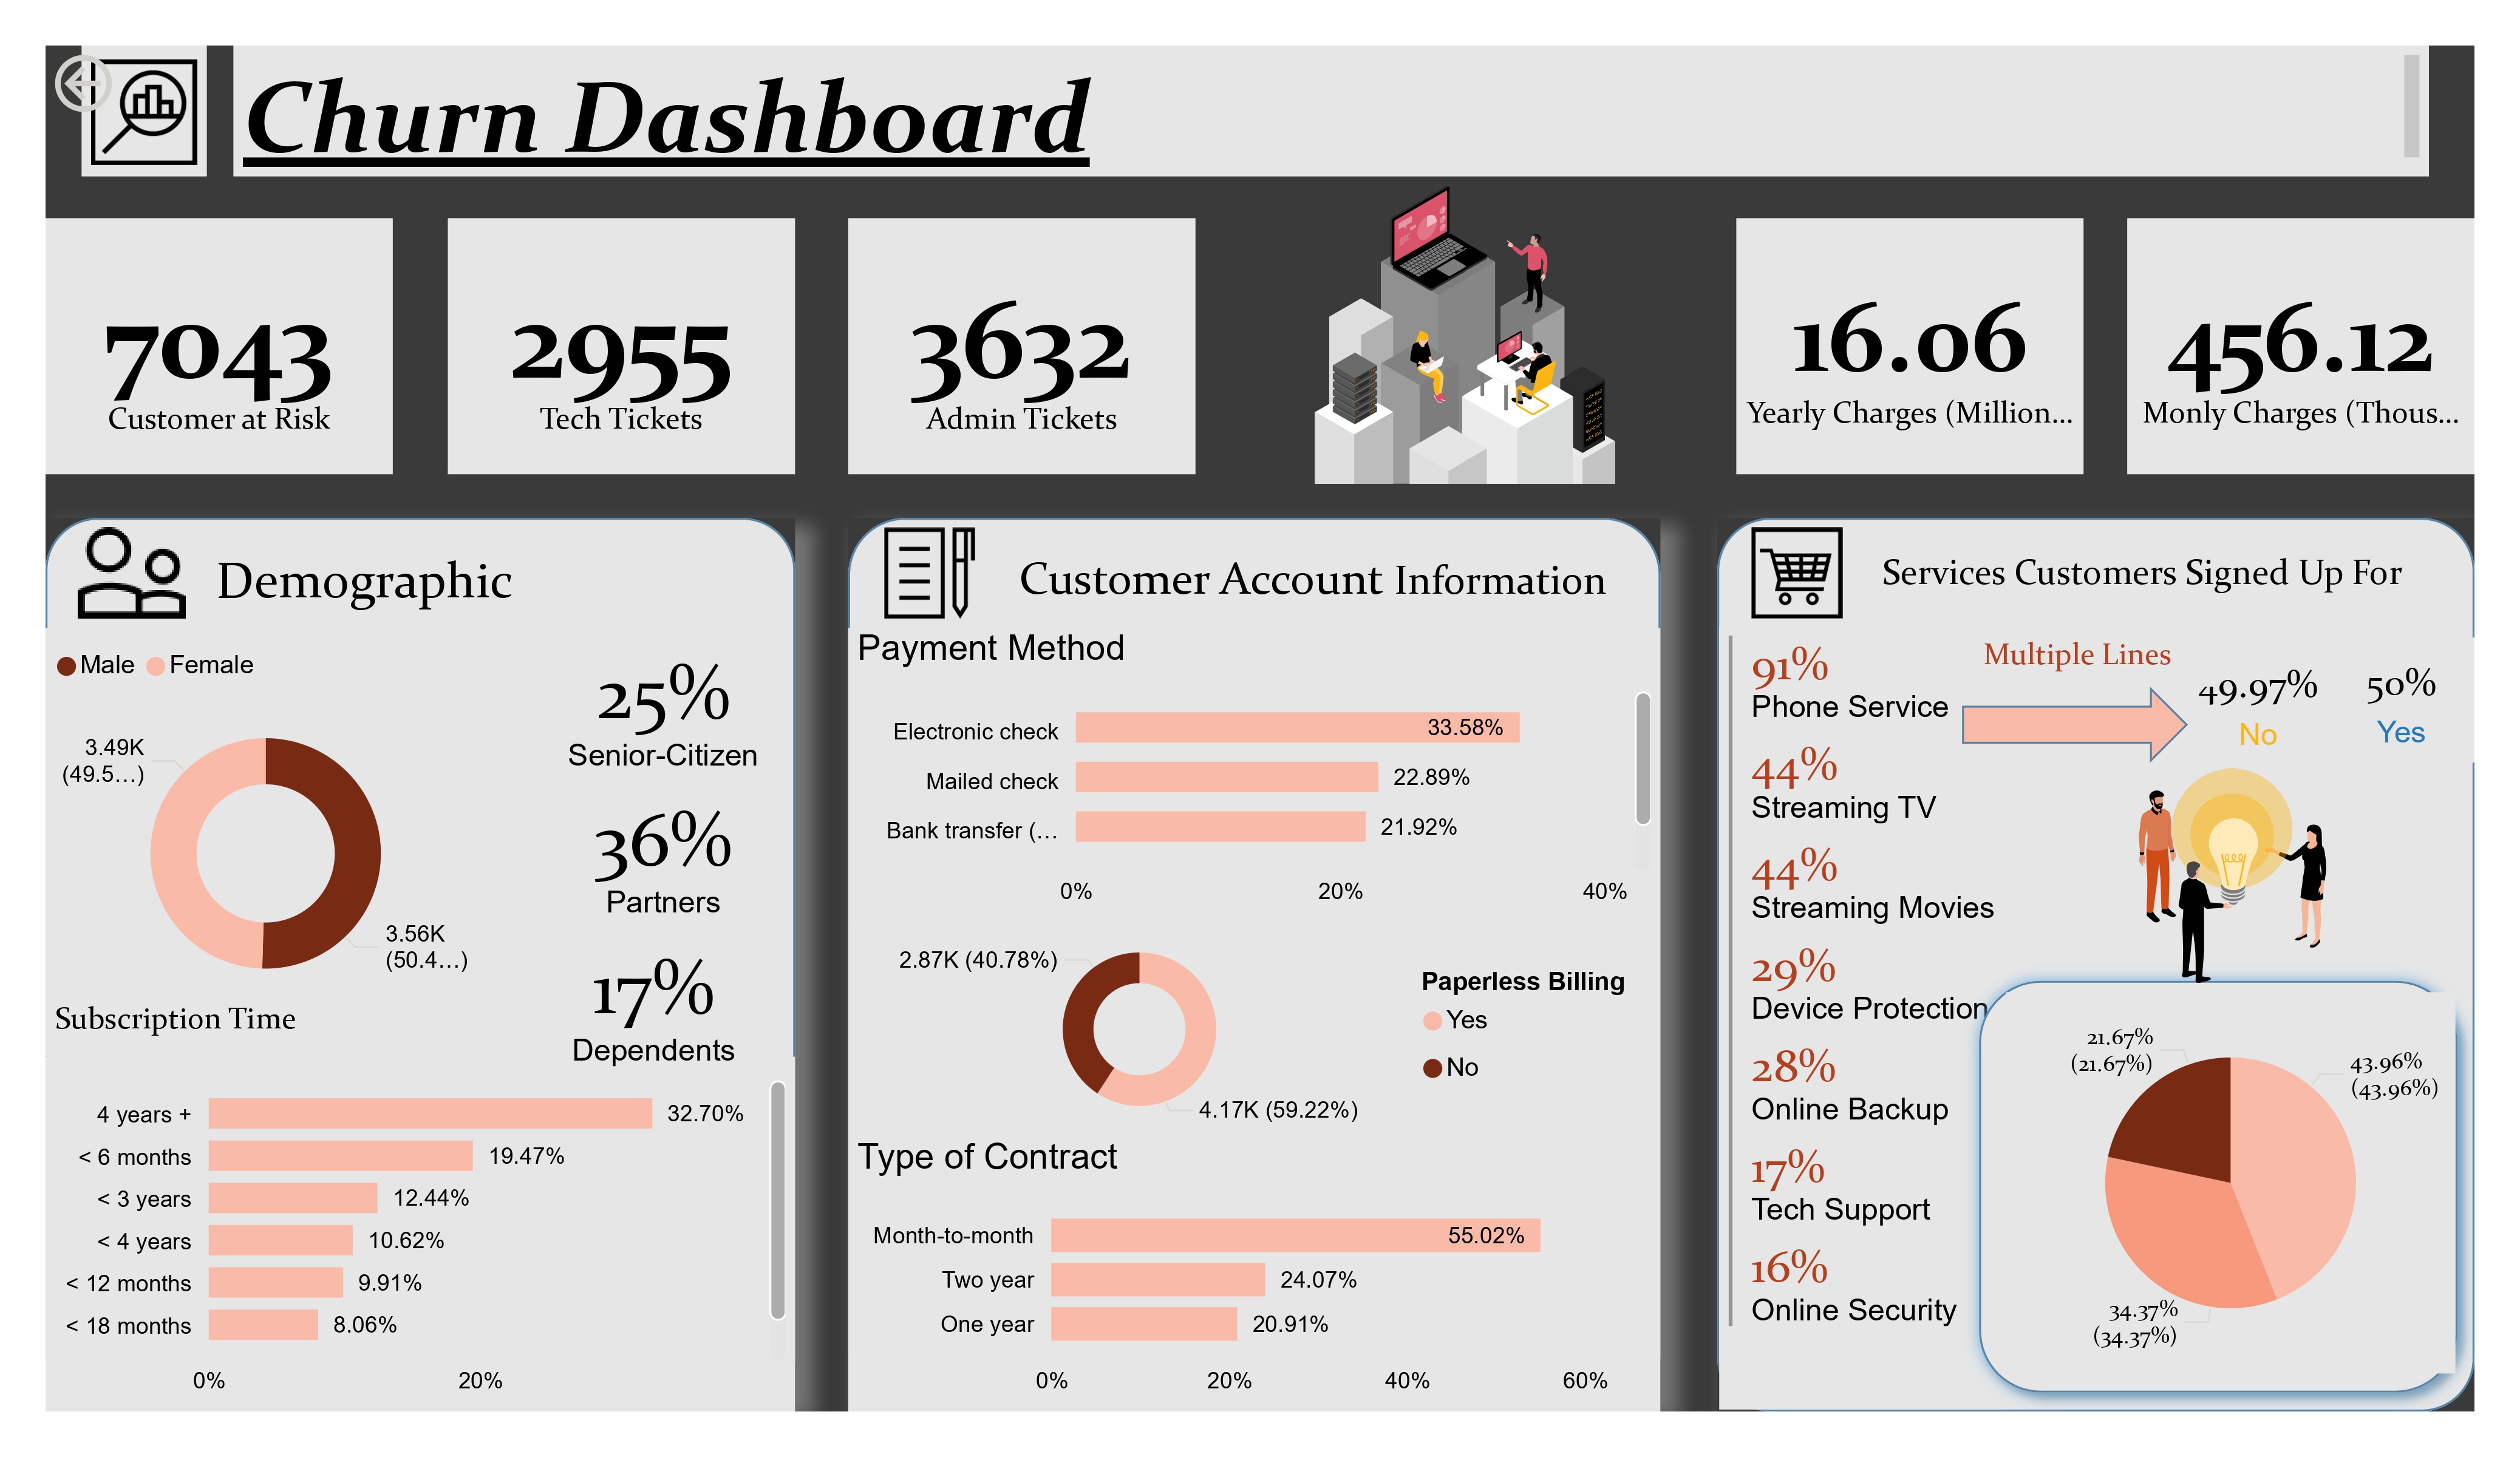 Churn Dashboard
7043
Customer at Risk
2955
Tech Tickets
3632
Admin Tickets
16.06
Yearly Charges (Million...
456.12
Monly Charges (Thous...
Demographic
Male Female
3.49K
(49.5...)
3.56K
(50.4...)
25%
Senior-Citizen
36%
Partners
17%
Dependents
Subscription Time
4 years + 32.70%
< 6 months 19.47%
< 3 years 12.44%
< 4 years 10.62%
< 12 months 9.91%
< 18 months 8.06%
0% 20%
Customer Account Information
Payment Method
Electronic check 33.58%
Mailed check 22.89%
Bank transfer (... 21.92%
0% 20% 40%
2.87K (40.78%)
4.17K (59.22%)
Paperless Billing
Yes
No
Type of Contract
Month-to-month 55.02%
Two year 24.07%
One year 20.91%
0% 20% 40% 60%
Services Customers Signed Up For
91%
Phone Service
44%
Streaming TV
44%
Streaming Movies
29%
Device Protection
28%
Online Backup
17%
Tech Support
16%
Online Security
Multiple Lines
49.97% 50%
No Yes
21.67%
(21.67%)
43.96%
(43.96%)
34.37%
(34.37%)